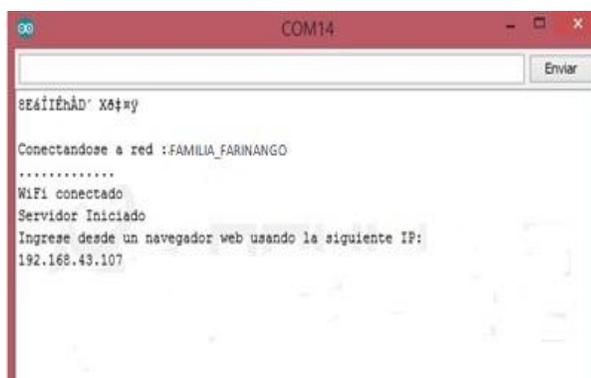 COM14
Enviar
Conectandose a red :FAMILIA_FARINANGO
.............
WiFi conectado
Servidor Iniciado
Ingrese desde un navegador web usando la siguiente IP:
192.168.43.107